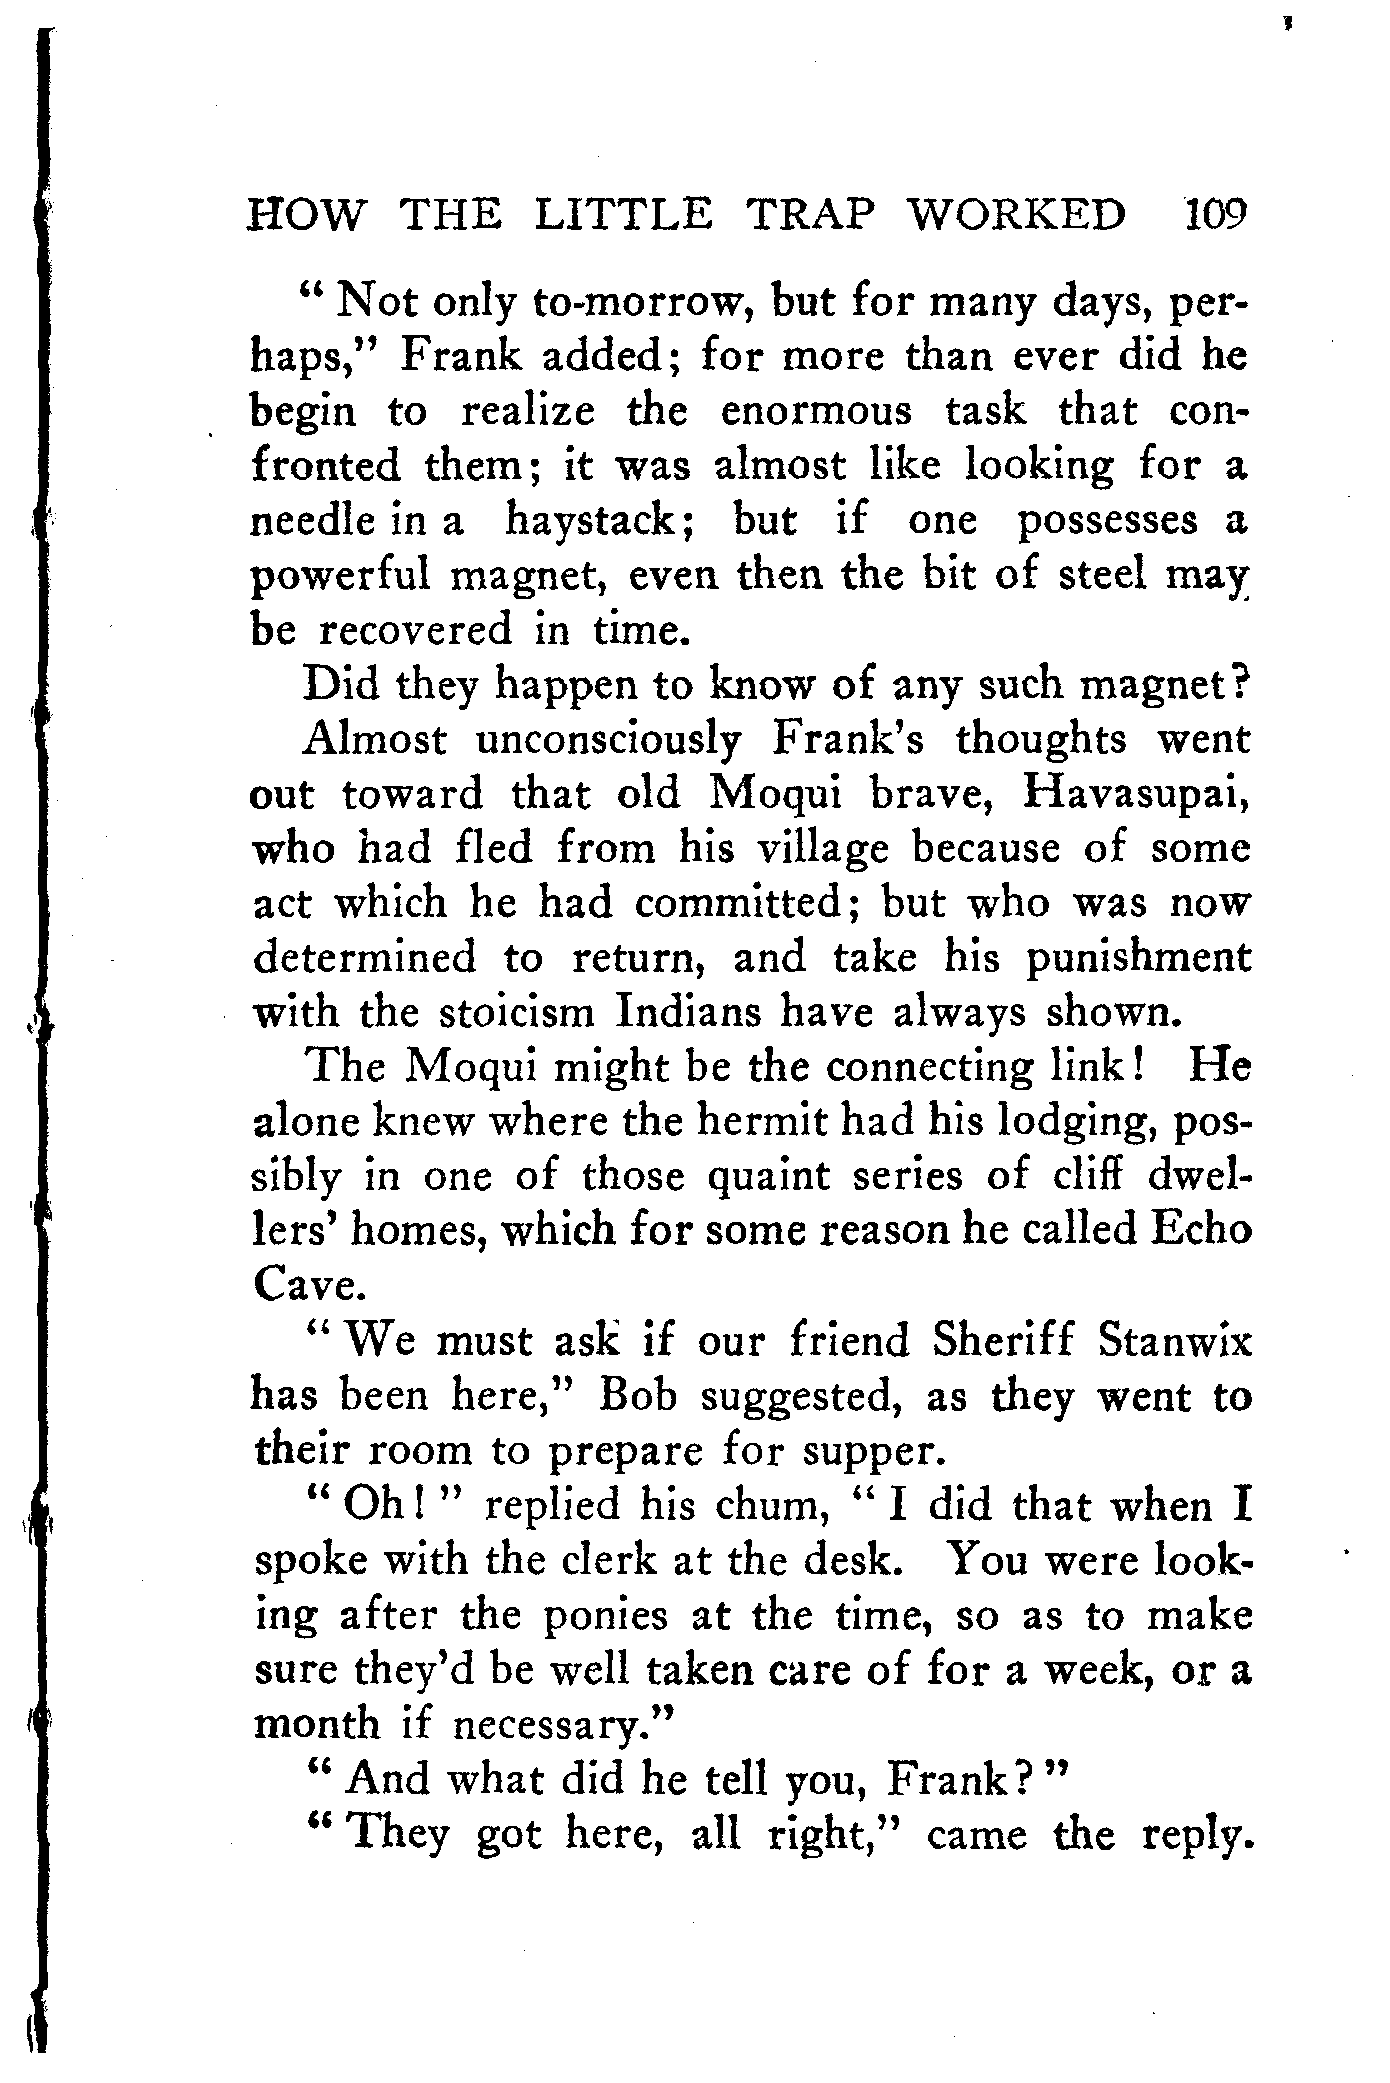 HOW THE LITTLE TRAP WORKED 109
" Not only to-morrow, but for many days, per-
haps," Frank added; for more than ever did he
begin to realize the enormous task that con-
fronted them; it was almost like looking for a
needle in a haystack; but if one possesses a
powerful magnet, even then the bit of steel may
be recovered in time.
Did they happen to know of any such magnet?
Almost unconsciously Frank's thoughts went
out toward that old Moqui brave, Havasupai,
who had fled from his village because of some
act which he had committed; but who was now
determined to return, and take his punishment
with the stoicism Indians have always shown.
The Moqui might be the connecting link! He
alone knew where the hermit had his lodging, pos-
sibly in one of those quaint series of cliff dwel-
lers' homes, which for some reason he called Echo
Cave.
" We must ask if our friend Sheriff Stanwix
has been here," Bob suggested, as they went to
their room to prepare for supper.
" Oh! " replied his chum, " I did that when I
spoke with the clerk at the desk. You were look-
ing after the ponies at the time, so as to make
sure they'd be well taken care of for a week, or a
month if necessary."
" And what did he tell you, Frank? "
" They got here, all right," came the reply.